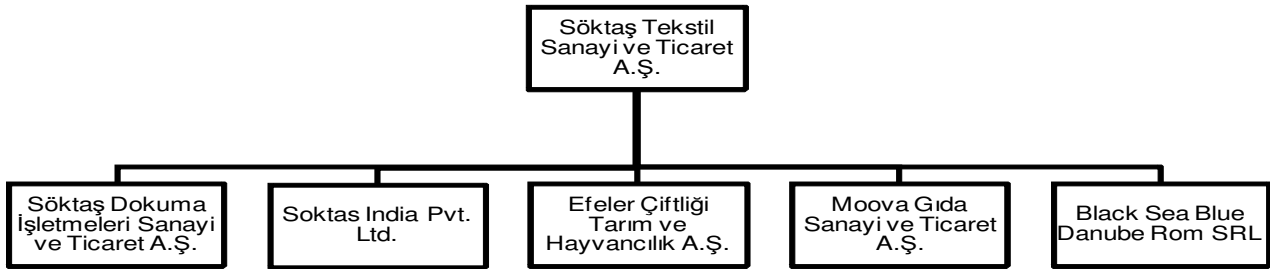 Söktaş Tekstil
Sanayi ve Ticaret
A.Ş.
Söktaş Dokuma
İşletmeleri Sanayi
ve Ticaret A.Ş.
Soktas India Pvt.
Ltd.
Efeler Çiftliği
Tarım ve
Hayvancılık A.Ş.
Moova Gıda
Sanayi ve Ticaret
A.Ş.
Black Sea Blue
Danube Rom SRL